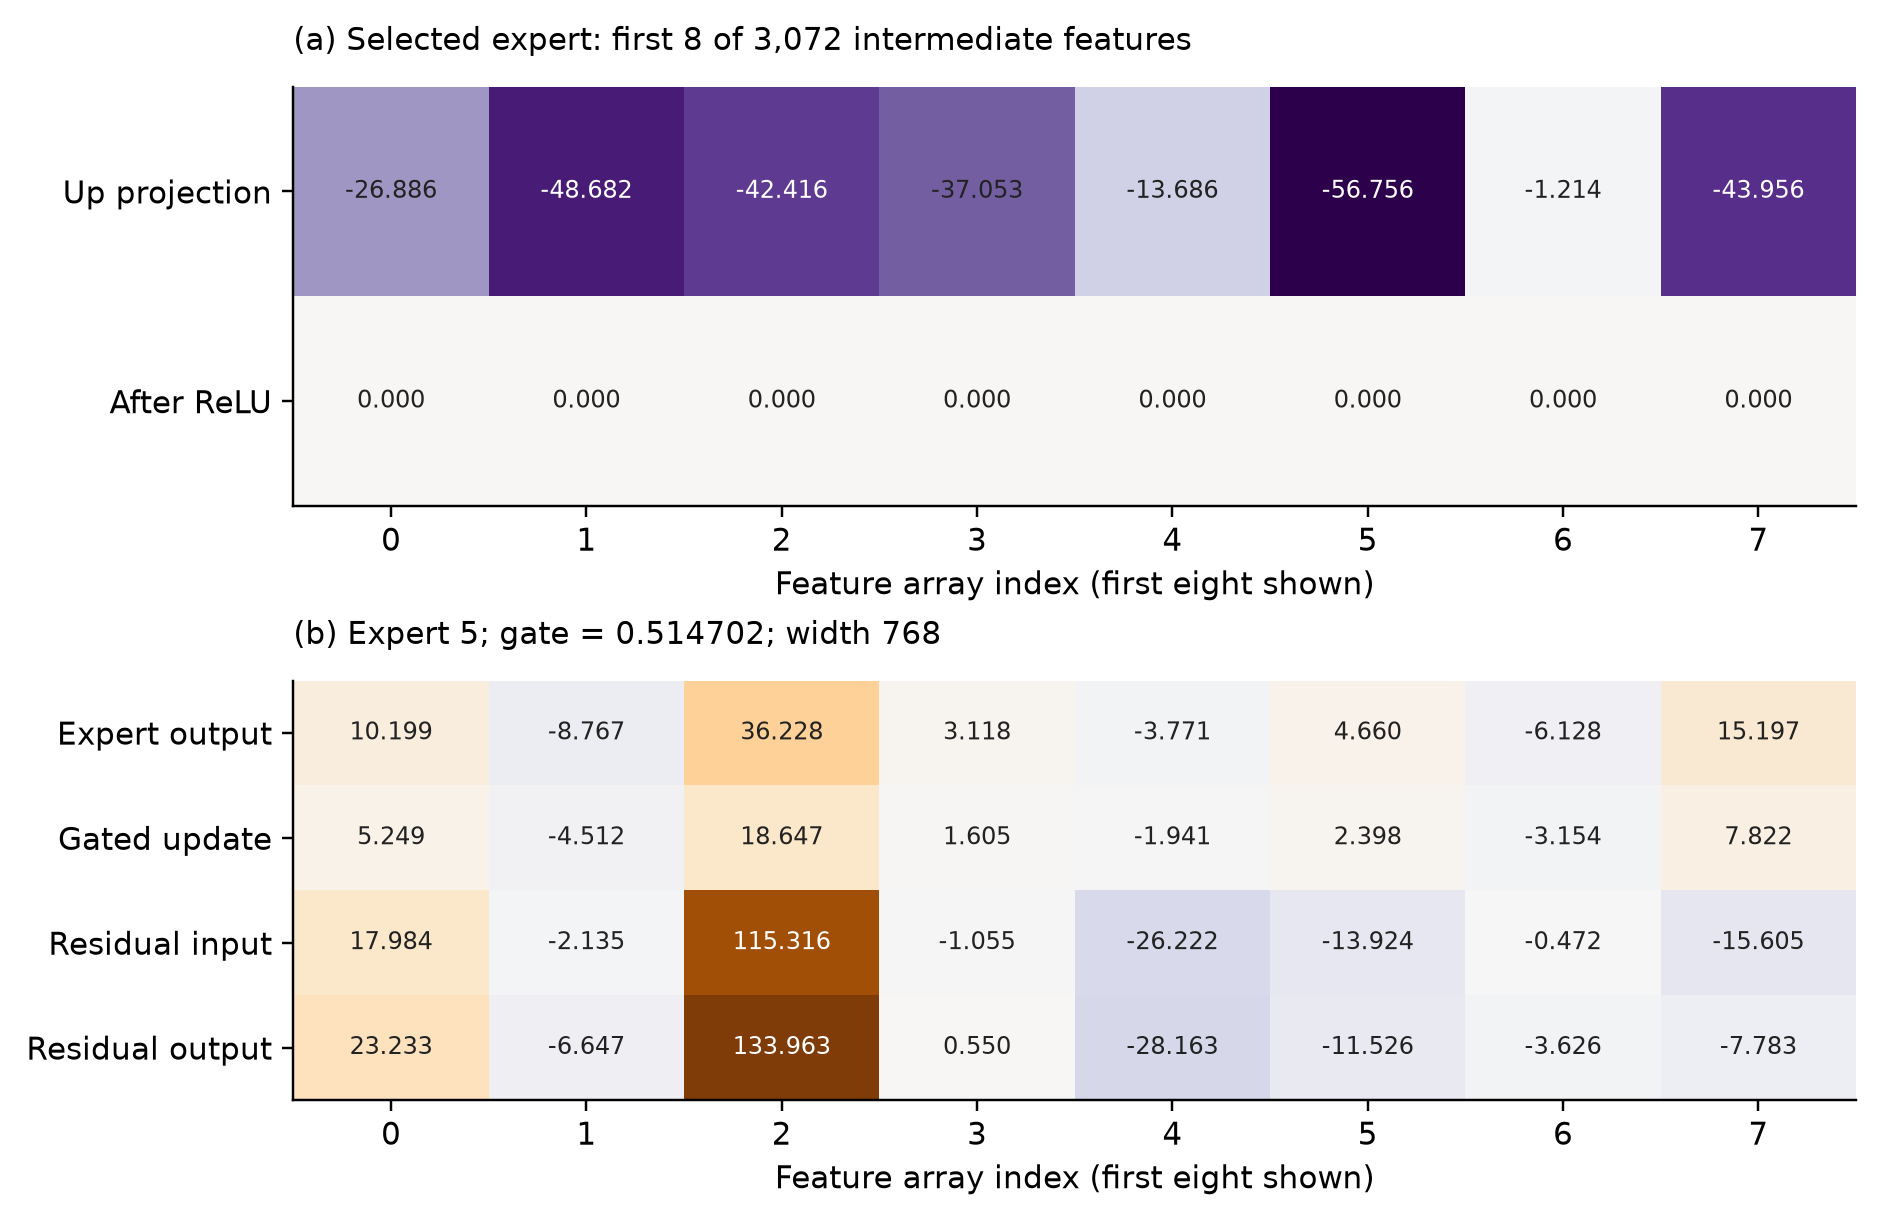 (a) Selected expert: first 8 of 3,072 intermediate features
Up projection -26.886 -48.682 -42.416 -37.053 -13.686 -56.756 -1.214 -43.956
After ReLU 0.000 0.000 0.000 0.000 0.000 0.000 0.000 0.000
0 1 2 3 4 5 6 7
Feature array index (first eight shown)
(b) Expert 5; gate = 0.514702; width 768
Expert output 10.199 -8.767 36.228 3.118 -3.771 4.660 -6.128 15.197
Gated update 5.249 -4.512 18.647 1.605 -1.941 2.398 -3.154 7.822
Residual input 17.984 -2.135 115.316 -1.055 -26.222 -13.924 -0.472 -15.605
Residual output 23.233 -6.647 133.963 0.550 -28.163 -11.526 -3.626 -7.783
0 1 2 3 4 5 6 7
Feature array index (first eight shown)